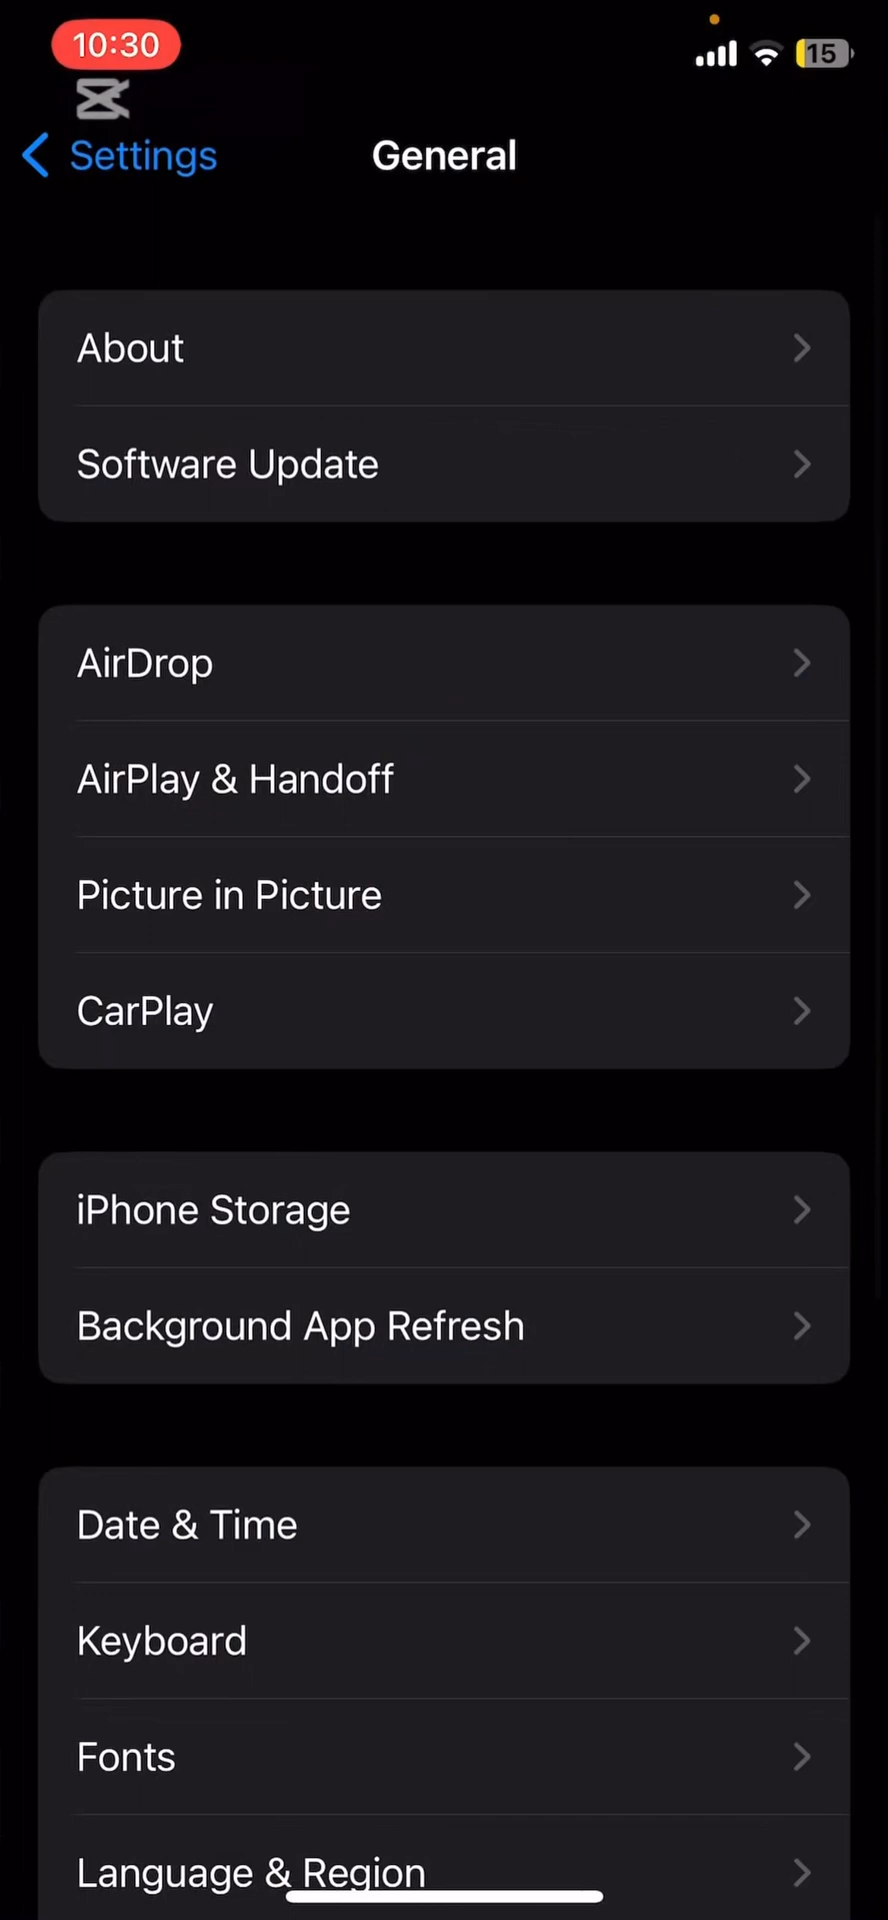 10:30
15
Settings
General
About
Software Update
AirDrop
AirPlay & Handoff
Picture in Picture
CarPlay
iPhone Storage
Background App Refresh
Date & Time
Keyboard
Fonts
Language & Region